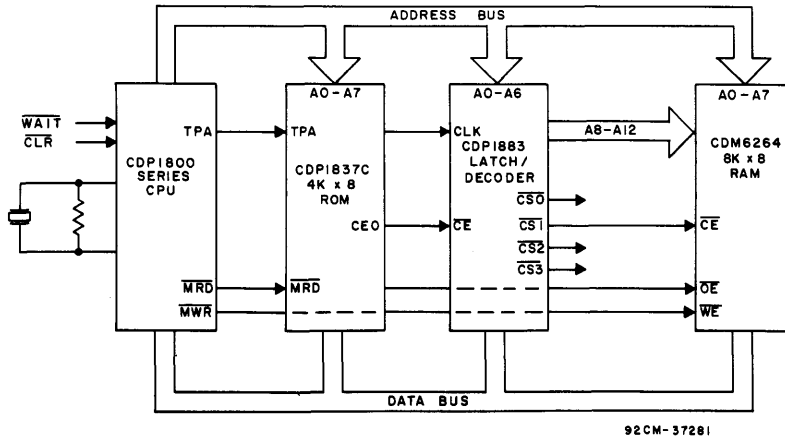 ADDRESS BUS
A0-A7
A0-A6
A0-A7
WAIT
CLR
TPA
CDP1800
SERIES
CPU
MRD
MWR
TPA
CDP1837C
4K x 8
ROM
CEO
MRD
CLK
CDP1883
LATCH/
DECODER
CE
CS0
CS1
CS2
CS3
A8-A12
CDM6264
8K x 8
RAM
CE
OE
WE
DATA BUS
92CM-37281